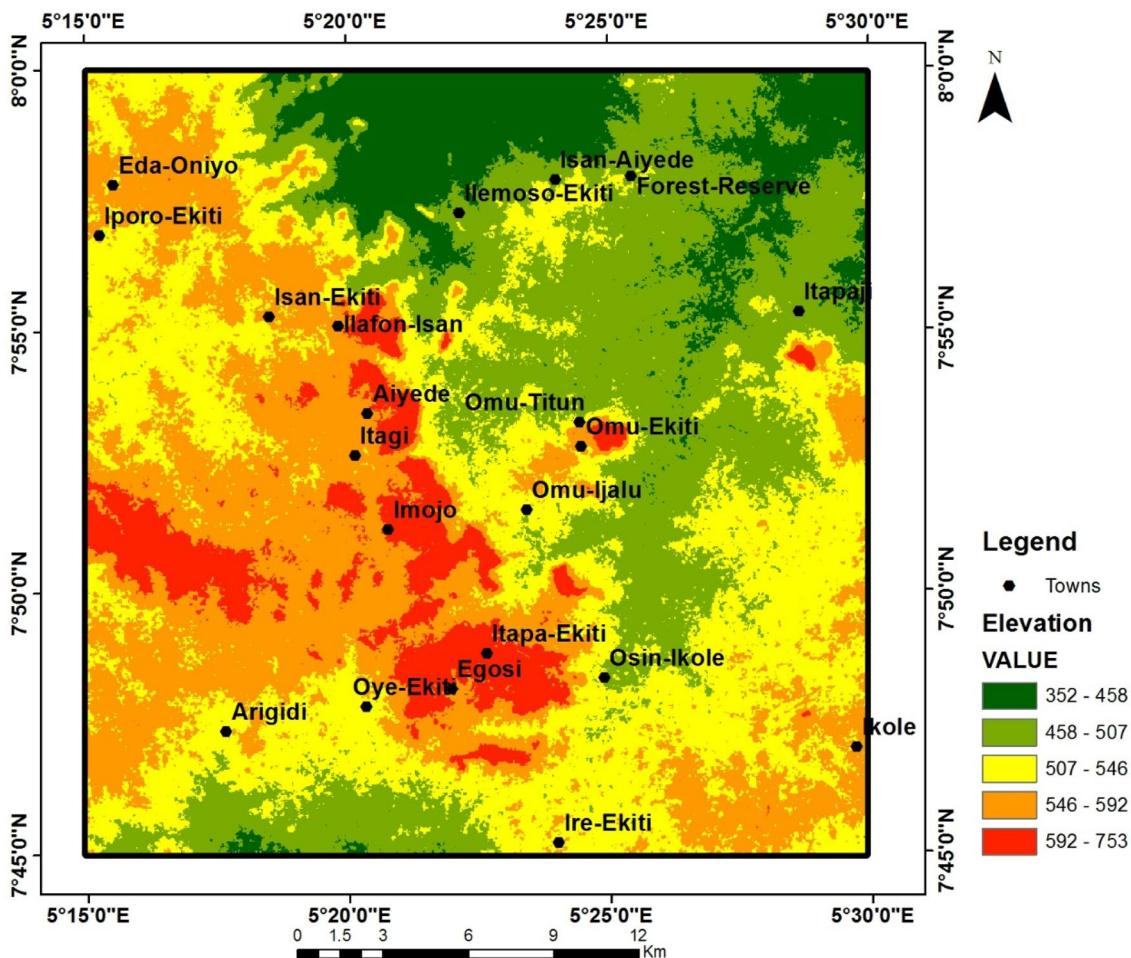 5°15'0"E 5°20'0"E 5°25'0"E 5°30'0"E
8°0'0"N
8°0'0"N
N
Eda-Oniyo
Isan-Aiyede
Forest-Reserve
Ilemoso-Ekiti
Iporo-Ekiti
Itapaji
Isan-Ekiti
Ilafon-Isan
7°55'0"N
7°55'0"N
Aiyede
Omu-Titun
Omu-Ekiti
Itagi
Omu-Ijalu
Imojo
7°50'0"N
7°50'0"N
Itapa-Ekiti
Egosi
Osin-Ikole
Oye-Ekiti
Arigidi
Ikole
Ire-Ekiti
7°45'0"N
7°45'0"N
5°15'0"E 5°20'0"E 5°25'0"E 5°30'0"E
0 1.5 3 6 9 12
Km
Legend
Towns
Elevation
VALUE
352 - 458
458 - 507
507 - 546
546 - 592
592 - 753